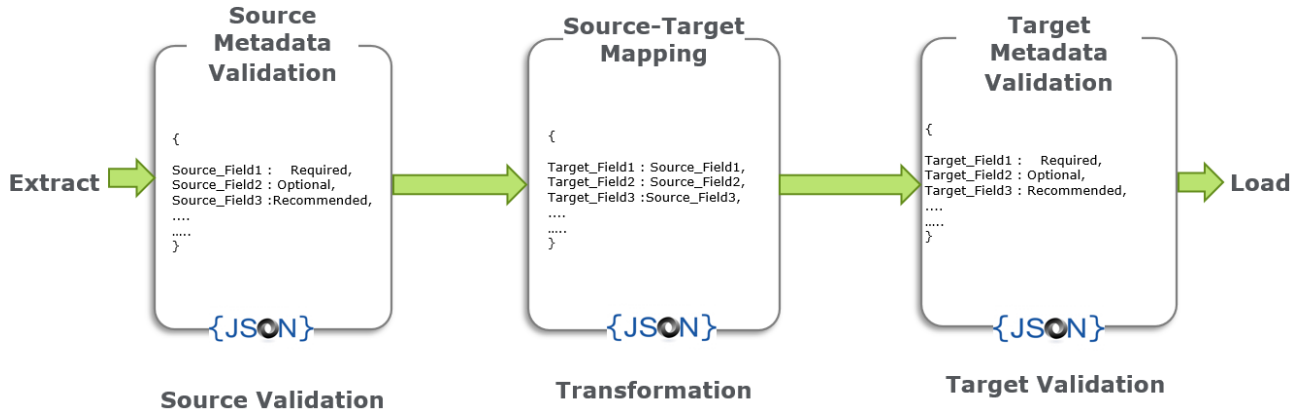 Extract
Source
Metadata
Validation
{
Source_Field1 :   Required,
Source_Field2 : Optional,
Source_Field3 :Recommended,
....
.....
}
{JSON}
Source Validation
Source-Target
Mapping
{
Target_Field1 : Source_Field1,
Target_Field2 : Source_Field2,
Target_Field3 :Source_Field3,
....
.....
}
{JSON}
Transformation
Target
Metadata
Validation
{
Target_Field1 :   Required,
Target_Field2 : Optional,
Target_Field3 : Recommended,
....
.....
}
{JSON}
Target Validation
Load